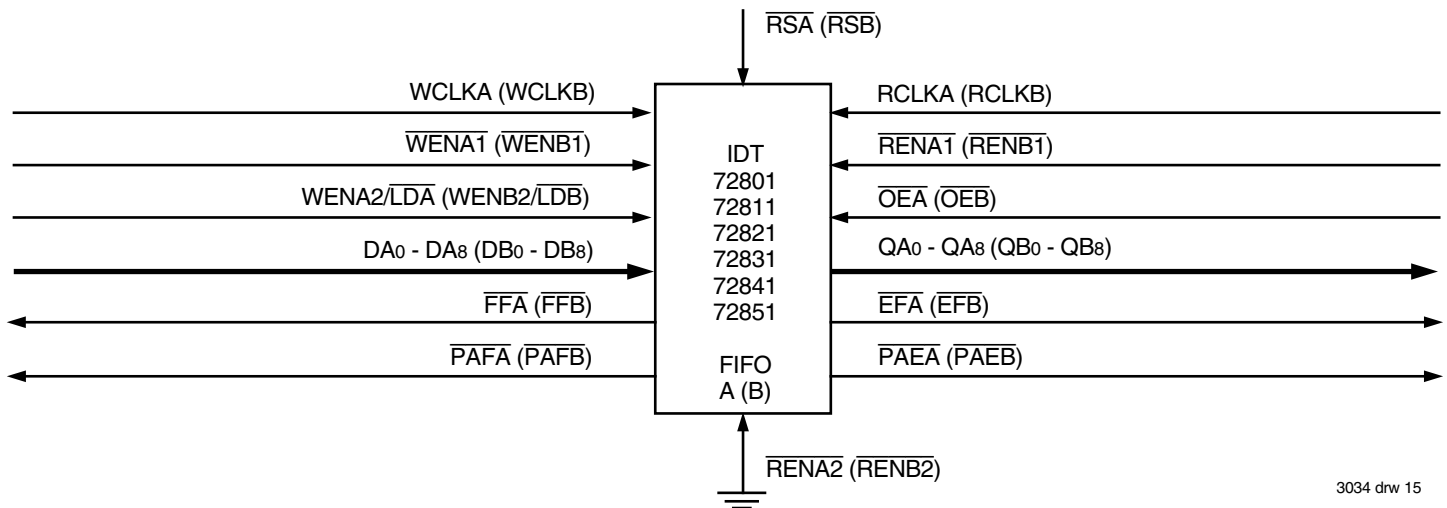 RSA (RSB)
WCLKA (WCLKB)
WENA1 (WENB1)
WENA2/LDA (WENB2/LDB)
DA0 - DA8 (DB0 - DB8)
FFA (FFB)
PAFA (PAFB)
IDT
72801
72811
72821
72831
72841
72851
FIFO
A (B)
RCLKA (RCLKB)
RENA1 (RENB1)
OEA (OEB)
QA0 - QA8 (QB0 - QB8)
EFA (EFB)
PAEA (PAEB)
RENA2 (RENB2)
3034 drw 15